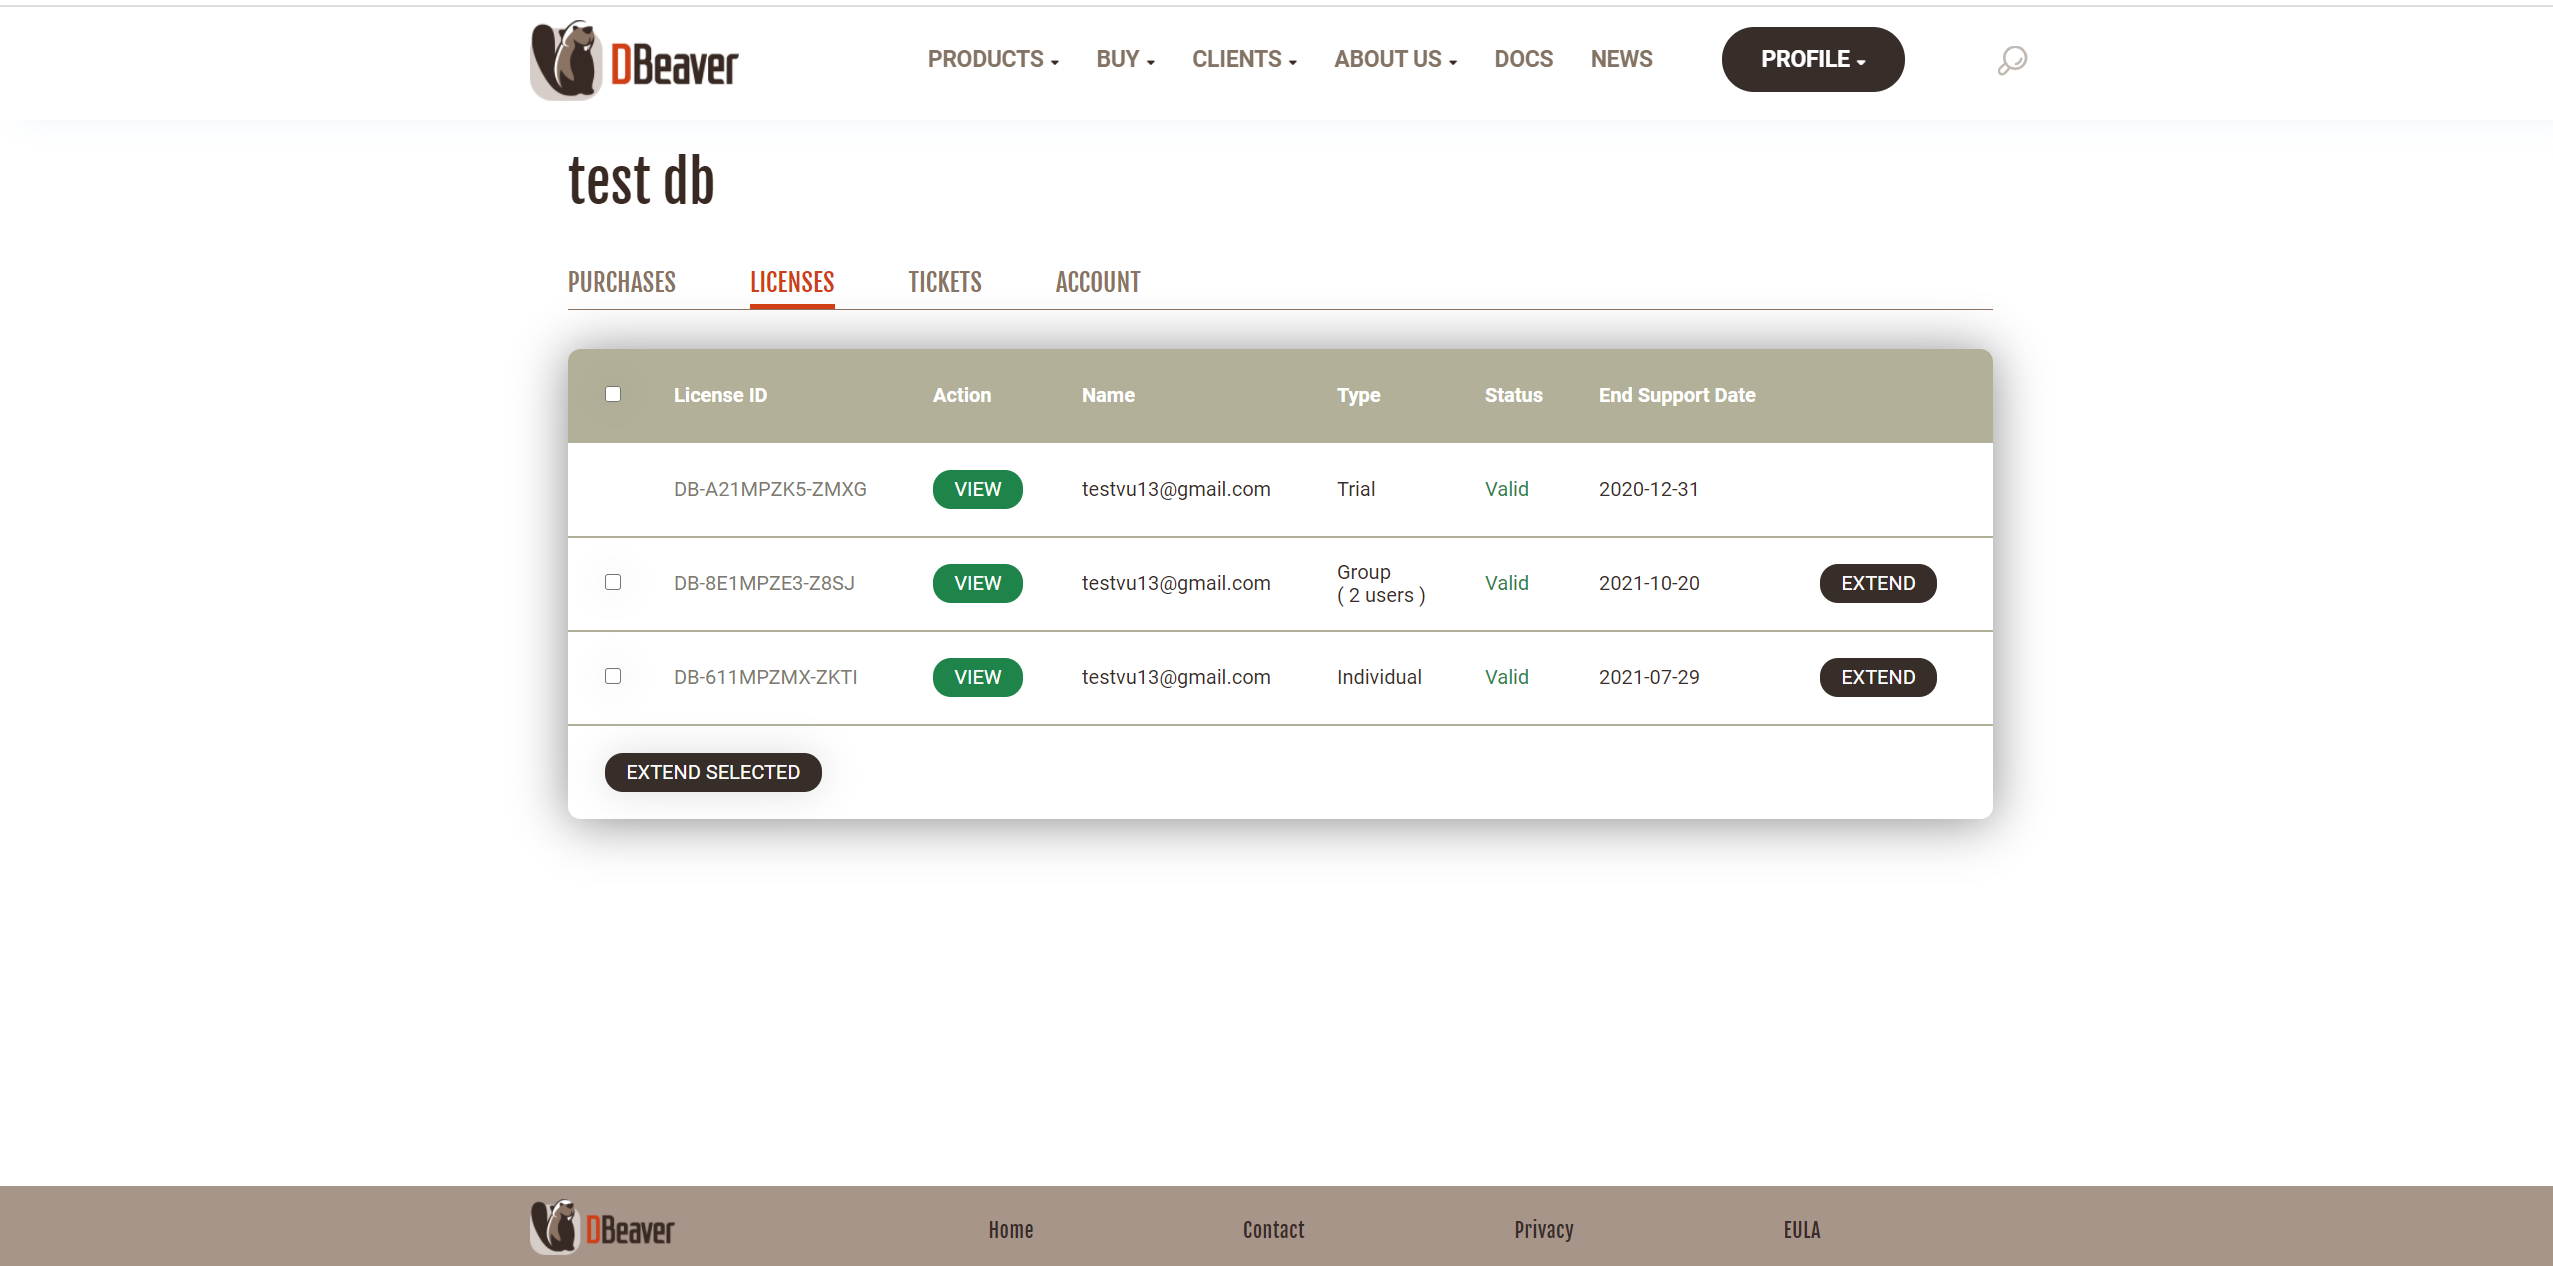 DBeaver PRODUCTS BUY CLIENTS ABOUT US DOCS NEWS PROFILE
test db
PURCHASES LICENSES TICKETS ACCOUNT
License ID Action Name Type Status End Support Date
DB-A21MPZK5-ZMXG VIEW testvu13@gmail.com Trial Valid 2020-12-31
DB-8E1MPZE3-Z8SJ VIEW testvu13@gmail.com Group ( 2 users ) Valid 2021-10-20 EXTEND
DB-611MPZMX-ZKTI VIEW testvu13@gmail.com Individual Valid 2021-07-29 EXTEND
EXTEND SELECTED
DBeaver Home Contact Privacy EULA